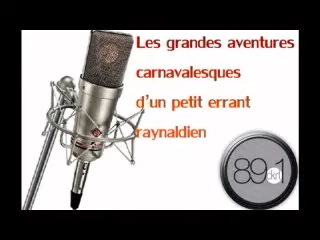 Les grandes aventures
carnavalesques
d'un petit errant
raynaldien
89.1